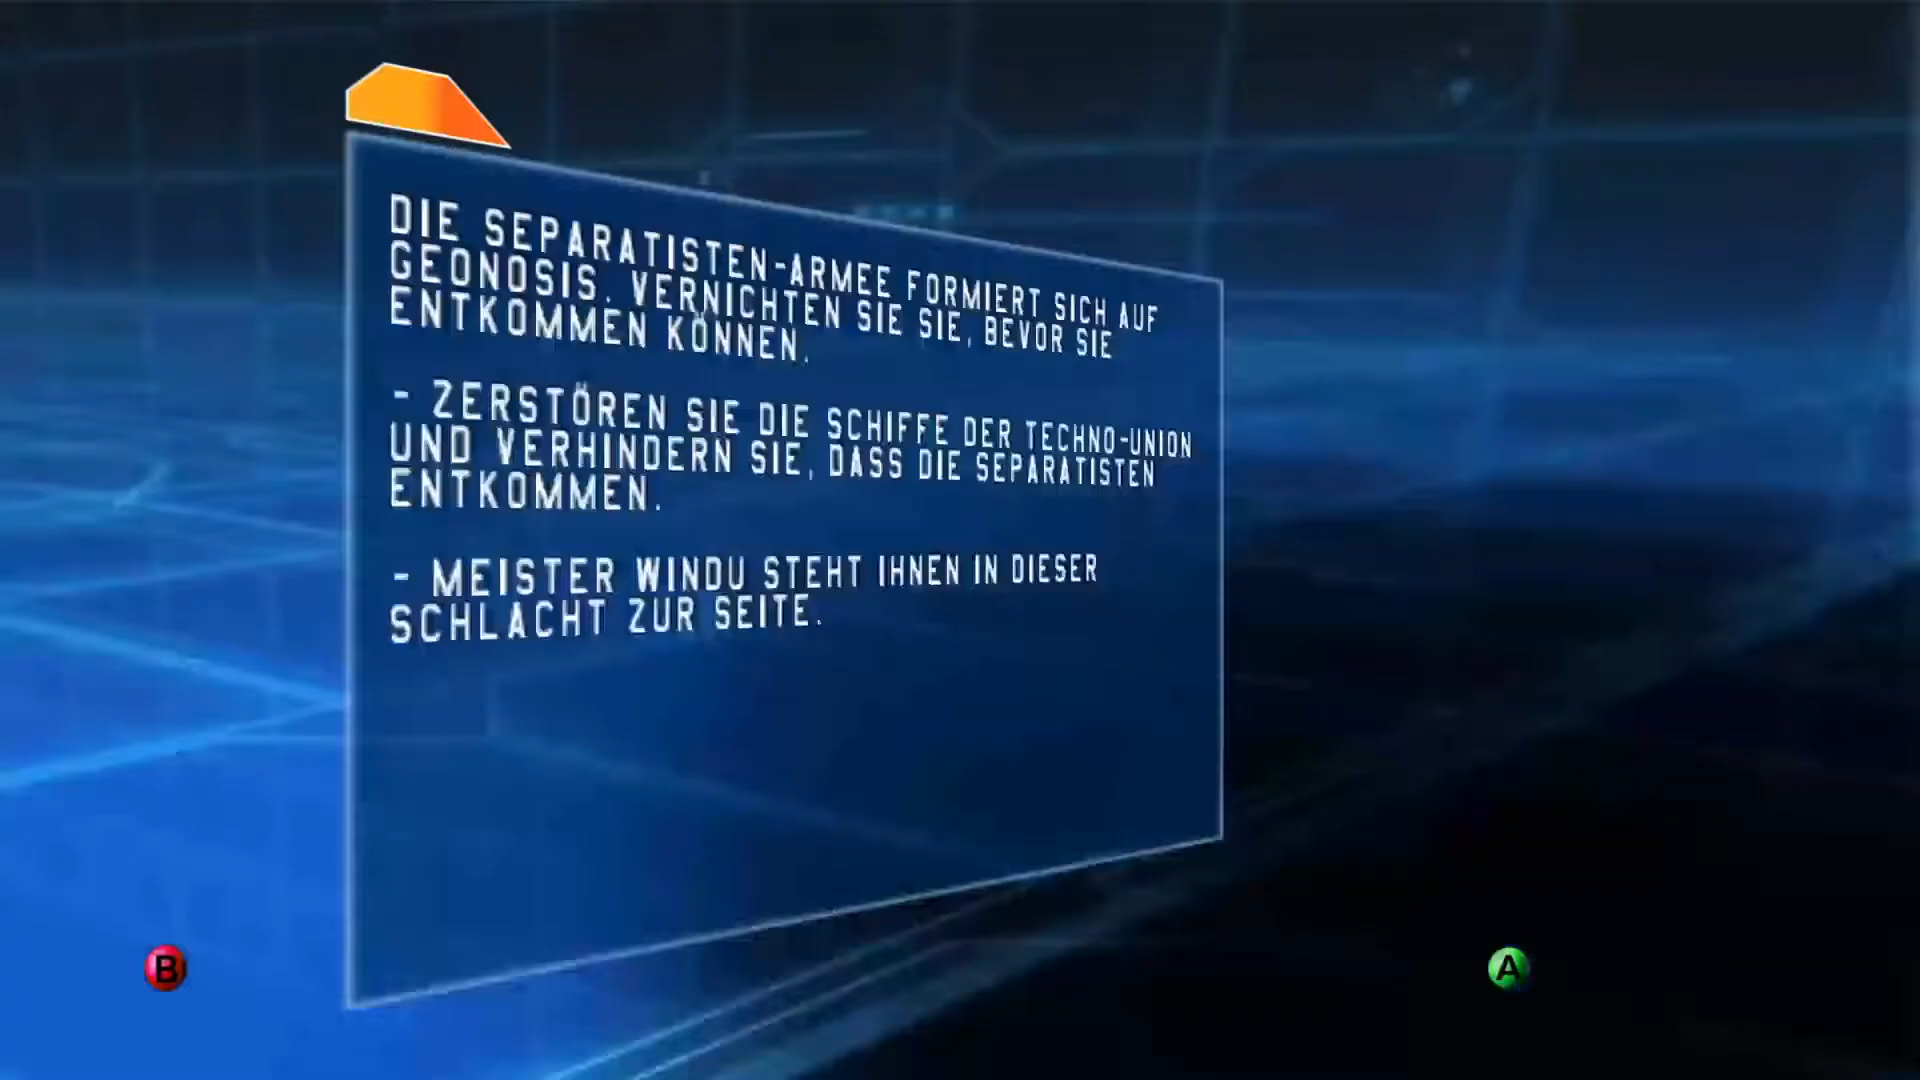 DIE SEPARATISTEN-ARMEE FORMIERT SICH AUF
GEONOSIS. VERNICHTEN SIE SIE, BEVOR SIE
ENTKOMMEN KÖNNEN.
- ZERSTÖREN SIE DIE SCHIFFE DER TECHNO-UNION
UND VERHINDERN SIE, DASS DIE SEPARATISTEN
ENTKOMMEN.
- MEISTER WINDU STEHT IHNEN IN DIESER
SCHLACHT ZUR SEITE.
B
A